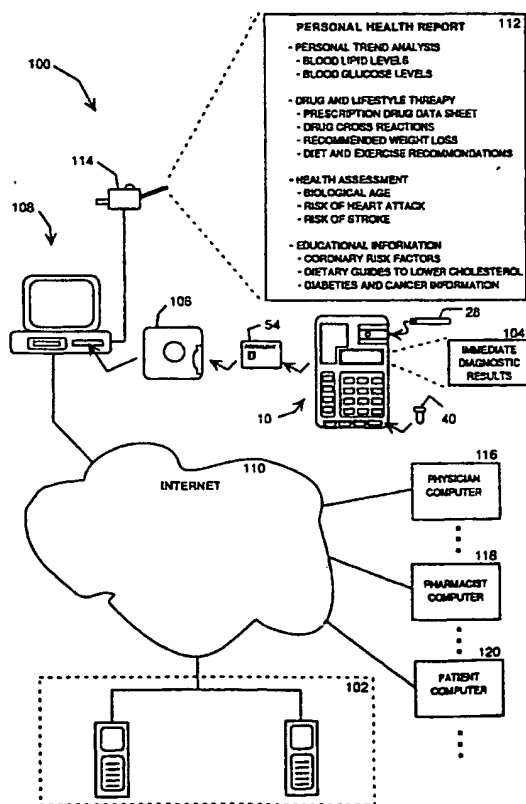 PERSONAL HEALTH REPORT 112
- PERSONAL TREND ANALYSIS
- BLOOD LIPID LEVELS
- BLOOD GLUCOSE LEVELS
- DRUG AND LIFESTYLE THREAPY
- PRESCRIPTION DRUG DATA SHEET
- DRUG CROSS REACTIONS
- RECOMMENDED WEIGHT LOSS
- DIET AND EXERCISE RECOMMONDATIONS
- HEALTH ASSESSMENT
- BIOLOGICAL AGE
- RISK OF HEART ATTACK
- RISK OF STROKE
- EDUCATIONAL INFORMATION
- CORONARY RISK FACTORS
- DIETARY GUIDES TO LOWER CHOLESTEROL
- DIABETIES AND CANCER INFORMATION
100
114
108
106
54
28
104
IMMEDIATE
DIAGNOSTIC
RESULTS
10
40
INTERNET
110
116
PHYSICIAN
COMPUTER
118
PHARMACIST
COMPUTER
120
PATIENT
COMPUTER
102